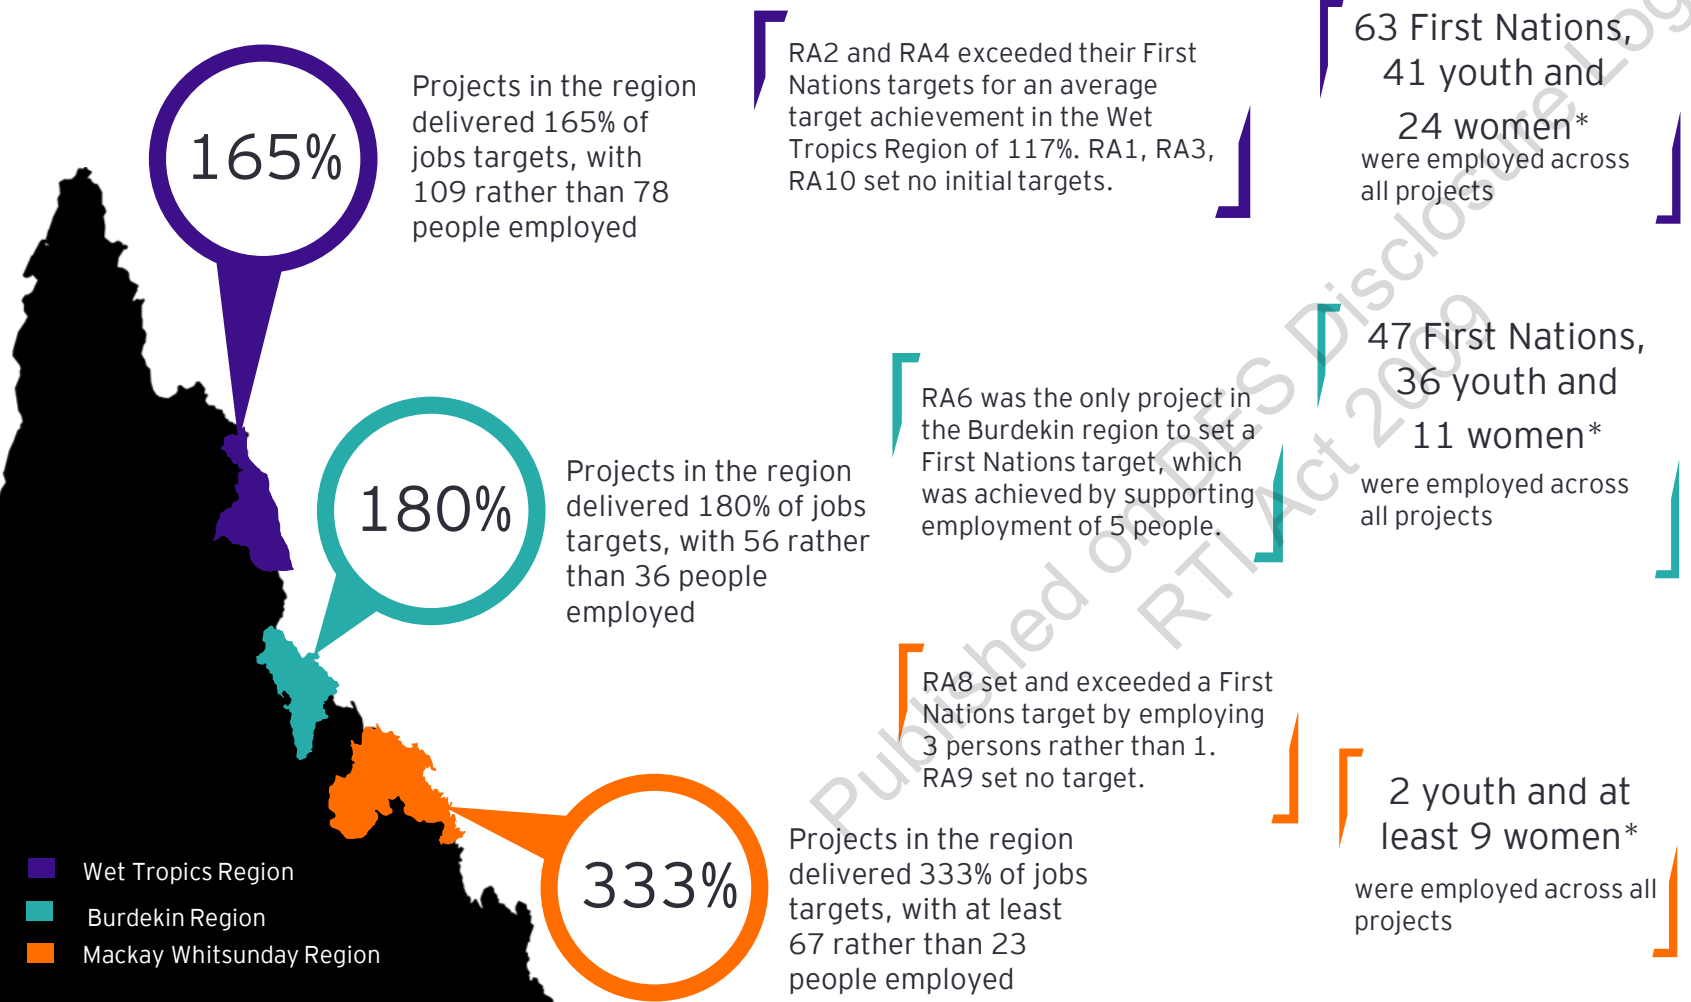 165%
Projects in the region
delivered 165% of
jobs targets, with
109 rather than 78
people employed
RA2 and RA4 exceeded their First
Nations targets for an average
target achievement in the Wet
Tropics Region of 117%. RA1, RA3,
RA10 set no initial targets.
63 First Nations,
41 youth and
24 women*
were employed across
all projects
180%
Projects in the region
delivered 180% of jobs
targets, with 56 rather
than 36 people
employed
RA6 was the only project in
the Burdekin region to set a
First Nations target, which
was achieved by supporting
employment of 5 people.
47 First Nations,
36 youth and
11 women*
were employed across
all projects
333%
Projects in the region
delivered 333% of jobs
targets, with at least
67 rather than 23
people employed
RA8 set and exceeded a First
Nations target by employing
3 persons rather than 1.
RA9 set no target.
2 youth and at
least 9 women*
were employed across all
projects
Wet Tropics Region
Burdekin Region
Mackay Whitsunday Region
Published on DES Disclosure Log
RTI Act 2009